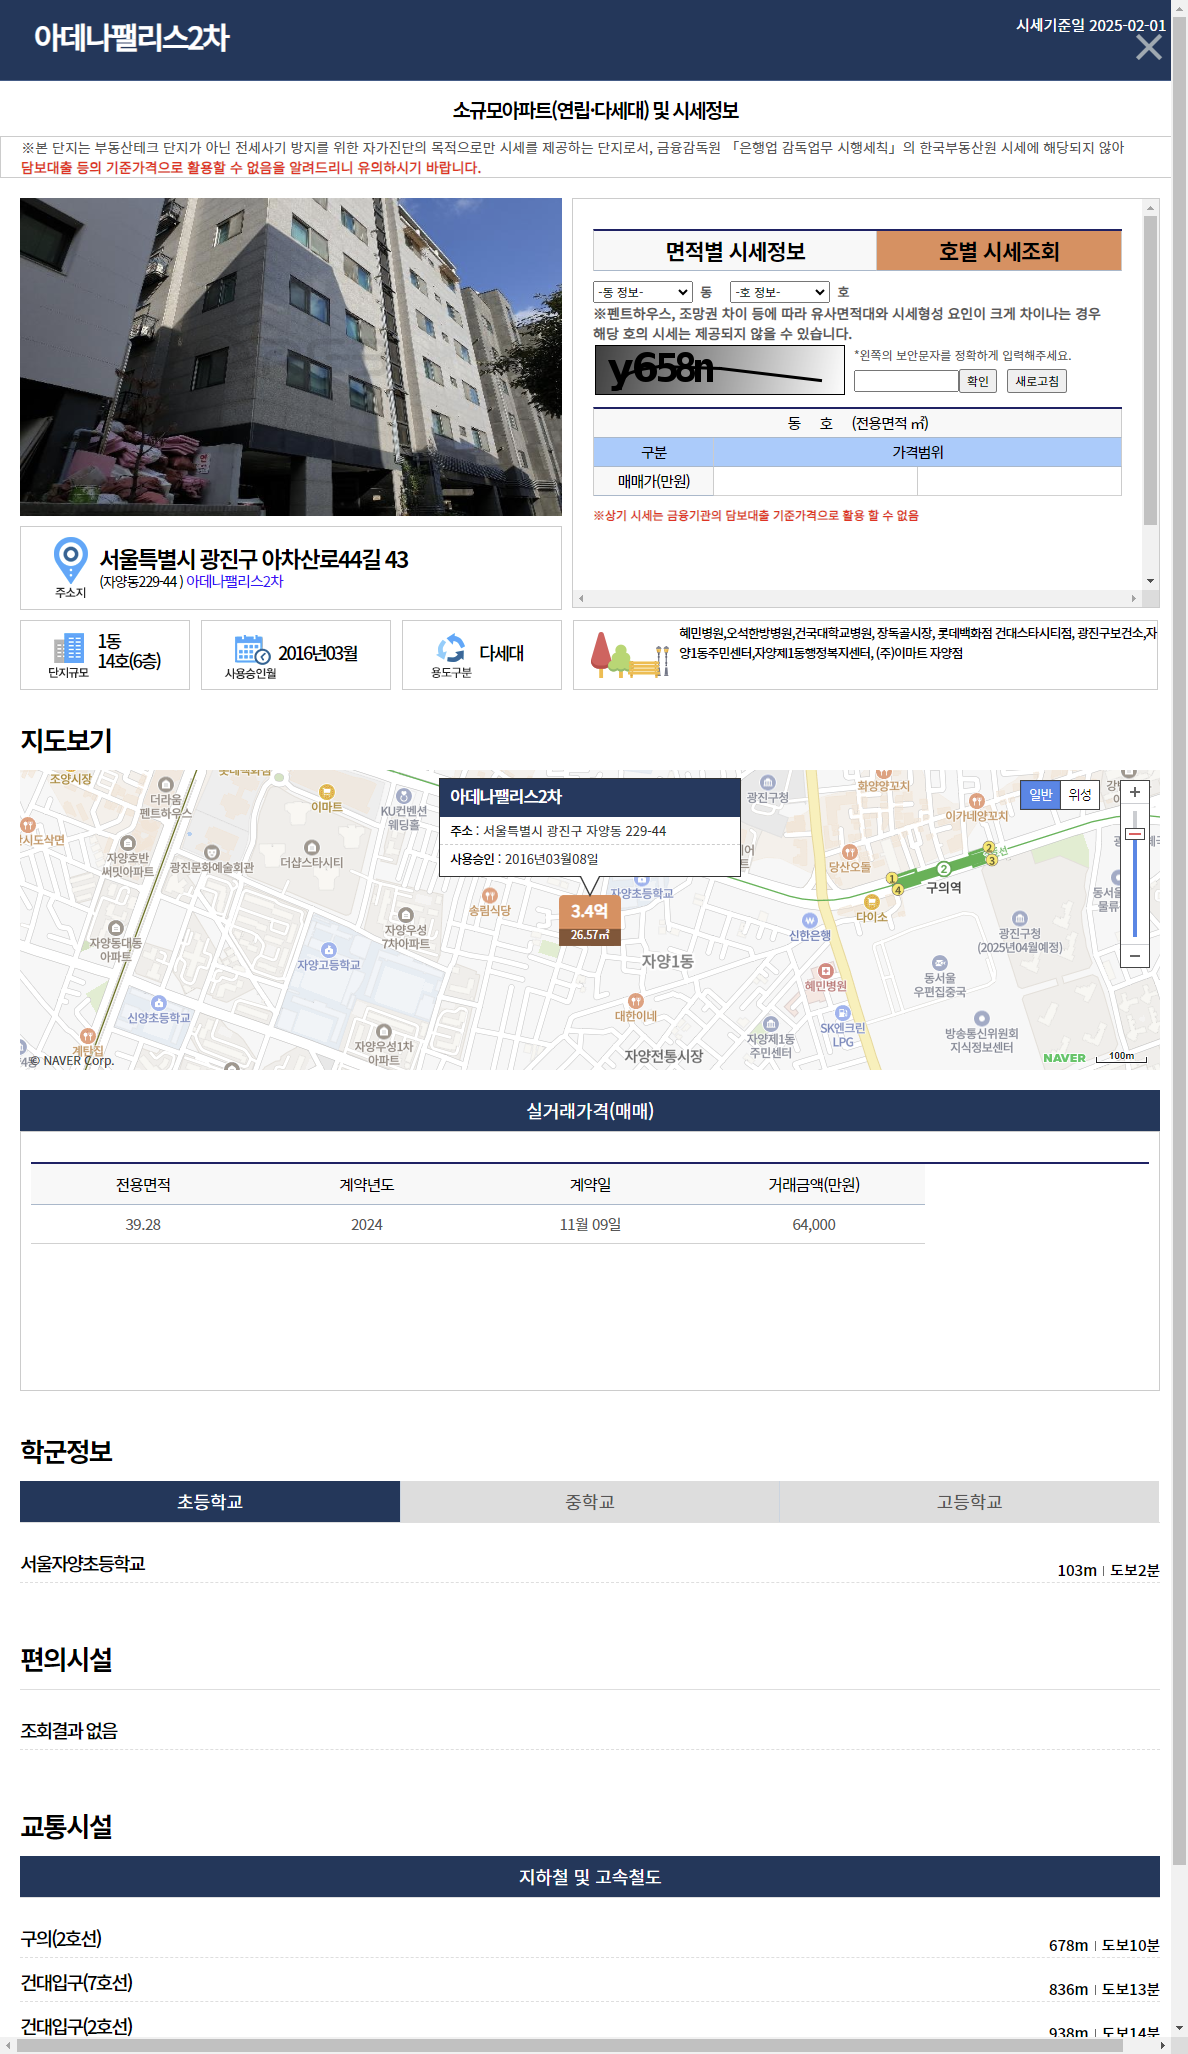 아데나팰리스2차
시세기준일 2025-02-01
소규모아파트(연립·다세대) 및 시세정보
※본 단지는 부동산테크 단지가 아닌 전세사기 방지를 위한 자가진단의 목적으로만 시세를 제공하는 단지로서, 금융감독원 「은행업 감독업무 시행세칙」의 한국부동산원 시세에 해당되지 않아
담보대출 등의 기준가격으로 활용할 수 없음을 알려드리니 유의하시기 바랍니다.
면적별 시세정보
호별 시세조회
-동 정보- 동 -호 정보- 호
※펜트하우스, 조망권 차이 등에 따라 유사면적대와 시세형성 요인이 크게 차이나는 경우
해당 호의 시세는 제공되지 않을 수 있습니다.
y658n
*왼쪽의 보안문자를 정확하게 입력해주세요.
확인 새로고침
동 호 (전용면적 ㎡)
구분 가격범위
매매가(만원)
※상기 시세는 금융기관의 담보대출 기준가격으로 활용 할 수 없음
서울특별시 광진구 아차산로44길 43
(자양동229-44 ) 아데나팰리스2차
주소지
1동
14호(6층)
단지규모
2016년03월
사용승인월
다세대
용도구분
혜민병원,오석한방병원,건국대학교병원, 장독골시장, 롯데백화점 건대스타시티점, 광진구보건소,자
양1동주민센터,자양제1동행정복지센터, (주)이마트 자양점
지도보기
조양시장
더라움
펜트하우스
이마트
KU컨벤션
웨딩홀
자양호반
써밋아파트
광진문화예술회관
더샵스타시티
송림식당
자양우성
7차아파트
자양동대동
아파트
자양고등학교
신양초등학교
계탄집
자양우성1차
아파트
© NAVER Corp.
아데나팰리스2차
주소 : 서울특별시 광진구 자양동 229-44
사용승인 : 2016년03월08일
3.4억
26.57㎡
자양초등학교
광진구청
화양양꼬치
이가네양꼬치
당산오돌
다이소
신한은행
구의역
1
4
2
2
3
자양1동
혜민병원
대한이네
자양전통시장
자양제1동
주민센터
SK엔크린
LPG
광진구청
(2025년04월예정)
동서울
우편집중국
방송통신위원회
지식정보센터
일반 위성
NAVER
100m
실거래가격(매매)
전용면적 계약년도 계약일 거래금액(만원)
39.28 2024 11월 09일 64,000
학군정보
초등학교 중학교 고등학교
서울자양초등학교
103m 도보2분
편의시설
조회결과 없음
교통시설
지하철 및 고속철도
구의(2호선)
678m 도보10분
건대입구(7호선)
836m 도보13분
건대입구(2호선)
938m 도보14분